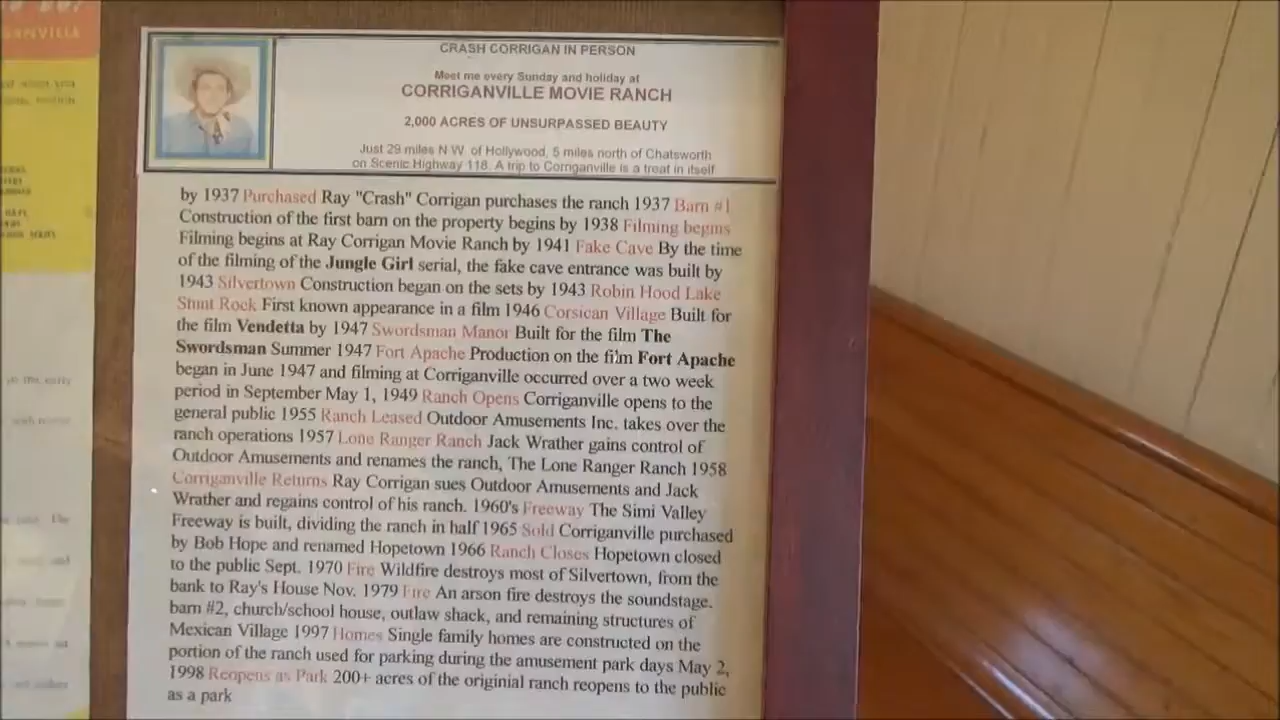 GANVILLE
CRASH CORRIGAN IN PERSON
Meet me every Sunday and holiday at
CORRIGANVILLE MOVIE RANCH
2,000 ACRES OF UNSURPASSED BEAUTY
Just 29 miles N.W. of Hollywood, 5 miles north of Chatsworth
on Scenic Highway 118. A trip to Corriganville is a treat in itself
by 1937 Purchased Ray "Crash" Corrigan purchases the ranch 1937 Barn #1
Construction of the first barn on the property begins by 1938 Filming begins
Filming begins at Ray Corrigan Movie Ranch by 1941 Fake Cave By the time
of the filming of the Jungle Girl serial, the fake cave entrance was built by
1943 Silvertown Construction began on the sets by 1943 Robin Hood Lake
Stunt Rock First known appearance in a film 1946 Corsican Village Built for
the film Vendetta by 1947 Swordsman Manor Built for the film The
Swordsman Summer 1947 Fort Apache Production on the film Fort Apache
began in June 1947 and filming at Corriganville occurred over a two week
period in September May 1, 1949 Ranch Opens Corriganville opens to the
general public 1955 Ranch Leased Outdoor Amusements Inc. takes over the
ranch operations 1957 Lone Ranger Ranch Jack Wrather gains control of
Outdoor Amusements and renames the ranch, The Lone Ranger Ranch 1958
Corriganville Returns Ray Corrigan sues Outdoor Amusements and Jack
Wrather and regains control of his ranch. 1960's Freeway The Simi Valley
Freeway is built, dividing the ranch in half 1965 Sold Corriganville purchased
by Bob Hope and renamed Hopetown 1966 Ranch Closes Hopetown closed
to the public Sept. 1970 Fire Wildfire destroys most of Silvertown, from the
bank to Ray's House Nov. 1979 Fire An arson fire destroys the soundstage,
barn #2, church/school house, outlaw shack, and remaining structures of
Mexican Village 1997 Homes Single family homes are constructed on the
portion of the ranch used for parking during the amusement park days May 2,
1998 Reopens as Park 200+ acres of the originial ranch reopens to the public
as a park